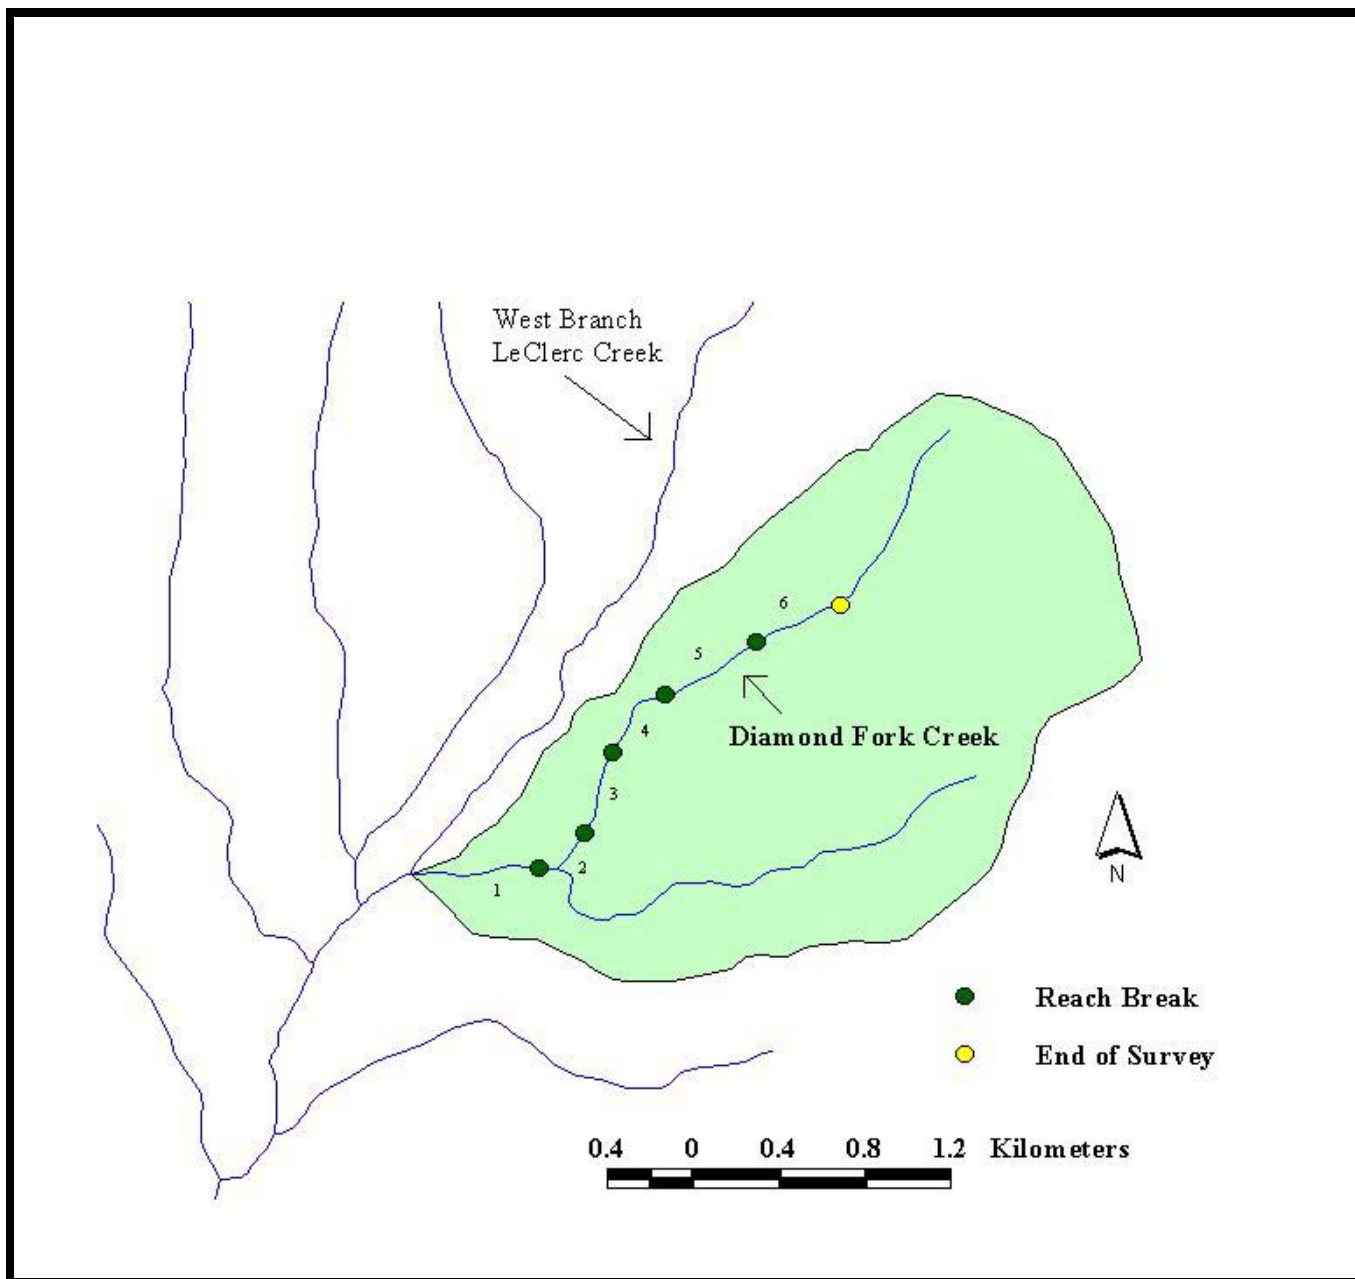 West Branch
LeClerc Creek
6
5
4
Diamond Fork Creek
3
2
1
N
Reach Break
End of Survey
0.4 0 0.4 0.8 1.2 Kilometers